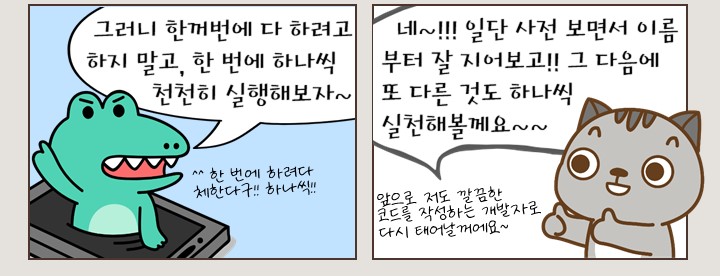 그러니 한꺼번에 다 하려고
하지 말고, 한 번에 하나씩
천천히 실행해보자~
^^ 한 번에 하려다
체한다구!! 하나씩!!
네~!!! 일단 사전 보면서 이름
부터 잘 지어보고!! 그 다음에
또 다른 것도 하나씩
실천해볼께요~~
앞으로 저도 깔끔한
코드를 작성하는 개발자로
다시 태어날꺼에요~